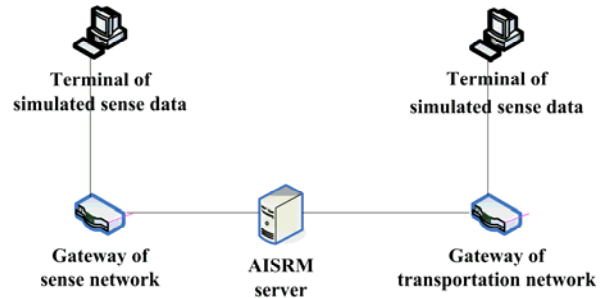 Terminal of
simulated sense data
Terminal of
simulated sense data
Gateway of
sense network
AISRM
server
Gateway of
transportation network